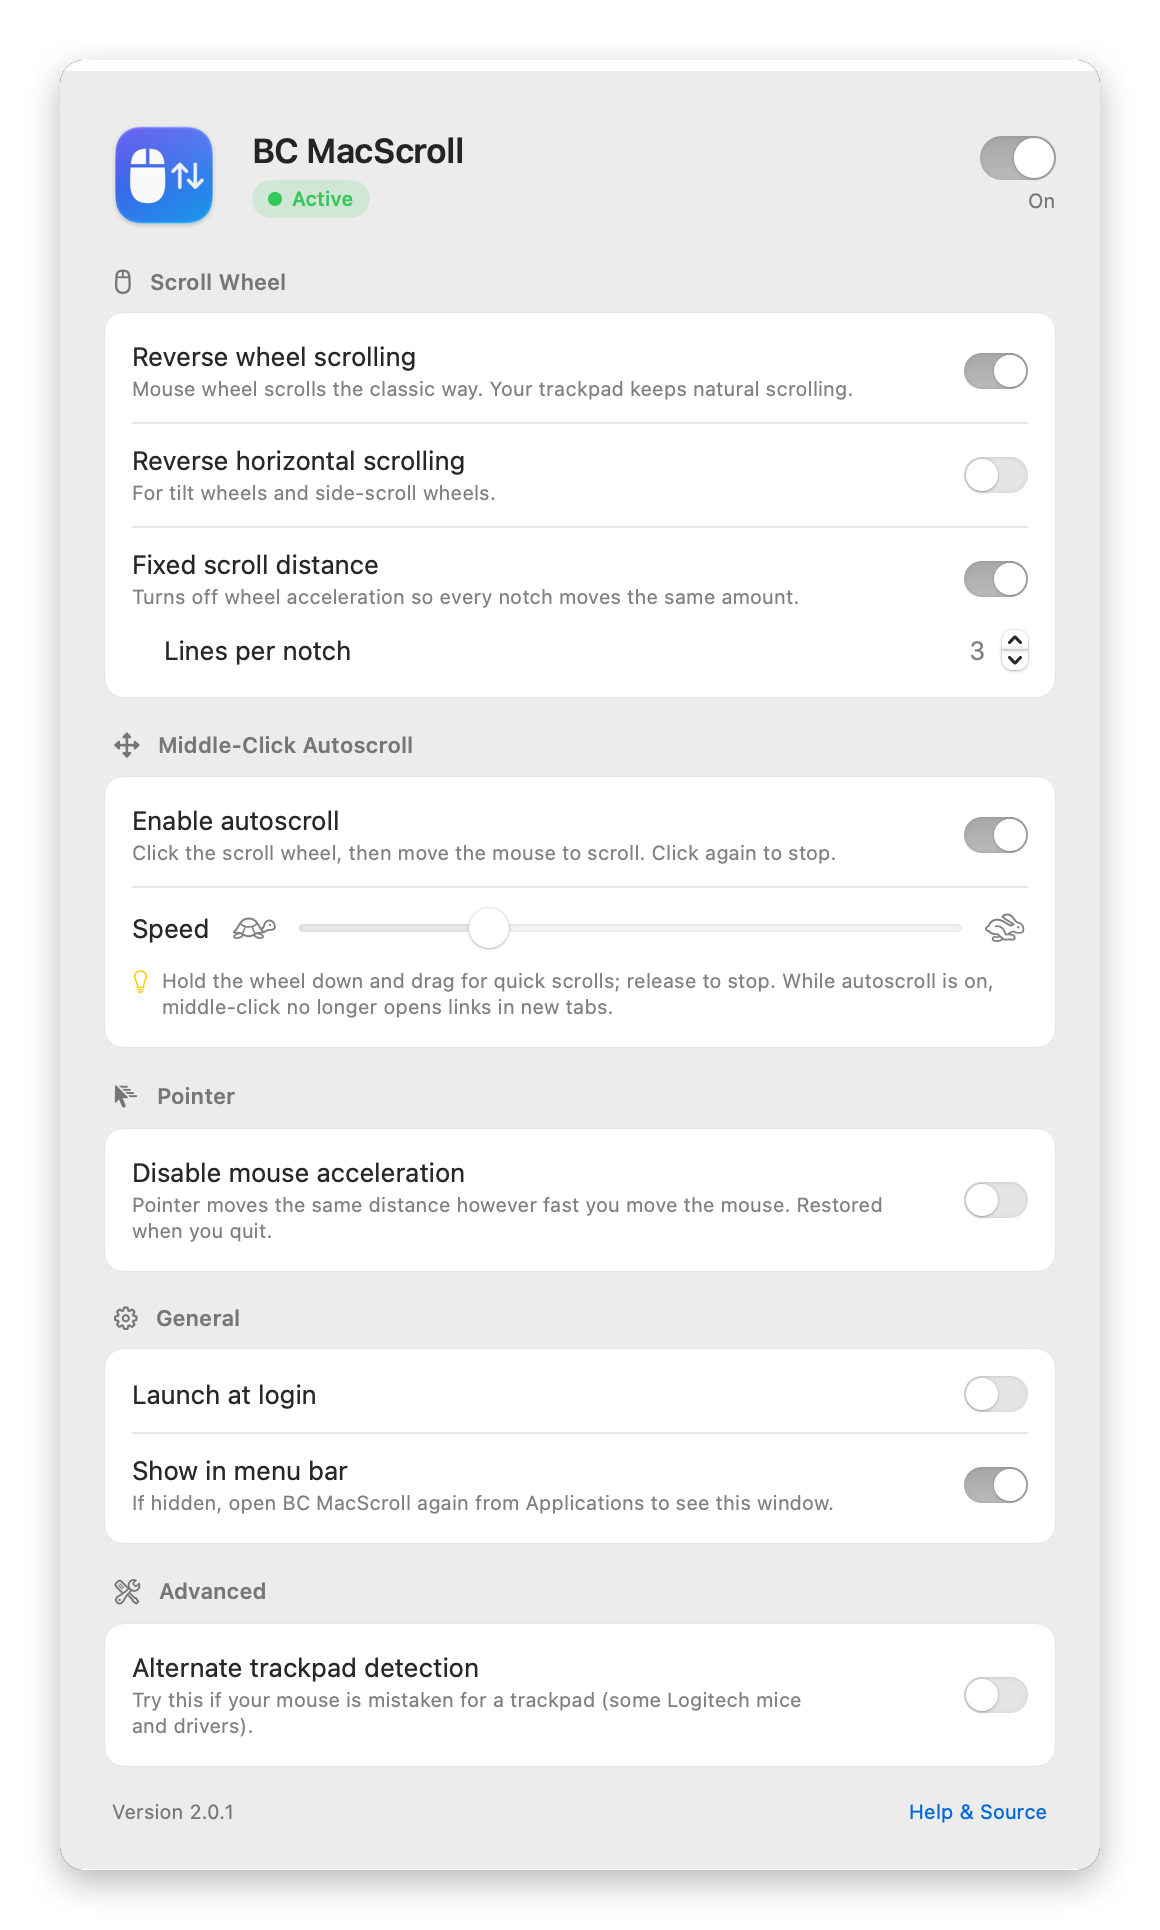 BC MacScroll
Active
On
Scroll Wheel
Reverse wheel scrolling
Mouse wheel scrolls the classic way. Your trackpad keeps natural scrolling.
Reverse horizontal scrolling
For tilt wheels and side-scroll wheels.
Fixed scroll distance
Turns off wheel acceleration so every notch moves the same amount.
Lines per notch 3
Middle-Click Autoscroll
Enable autoscroll
Click the scroll wheel, then move the mouse to scroll. Click again to stop.
Speed
Hold the wheel down and drag for quick scrolls; release to stop. While autoscroll is on,
middle-click no longer opens links in new tabs.
Pointer
Disable mouse acceleration
Pointer moves the same distance however fast you move the mouse. Restored
when you quit.
General
Launch at login
Show in menu bar
If hidden, open BC MacScroll again from Applications to see this window.
Advanced
Alternate trackpad detection
Try this if your mouse is mistaken for a trackpad (some Logitech mice
and drivers).
Version 2.0.1 Help & Source